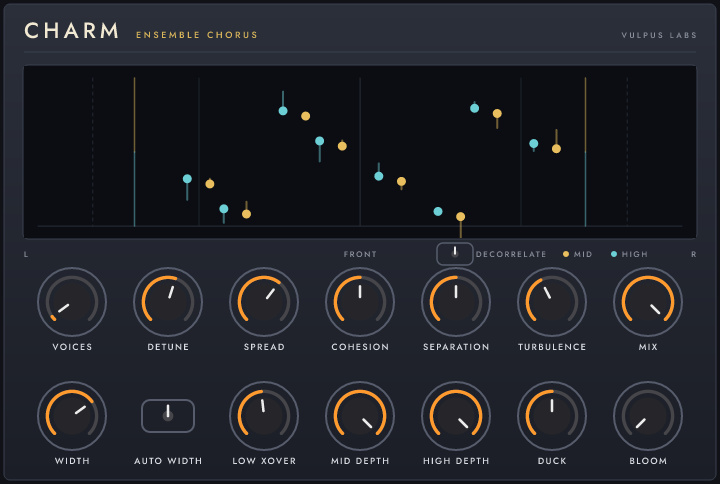 CHARM ENSEMBLE CHORUS VULPUS LABS
L FRONT DECORRELATE MID HIGH R
VOICES DETUNE SPREAD COHESION SEPARATION TURBULENCE MIX
WIDTH AUTO WIDTH LOW XOVER MID DEPTH HIGH DEPTH DUCK BLOOM